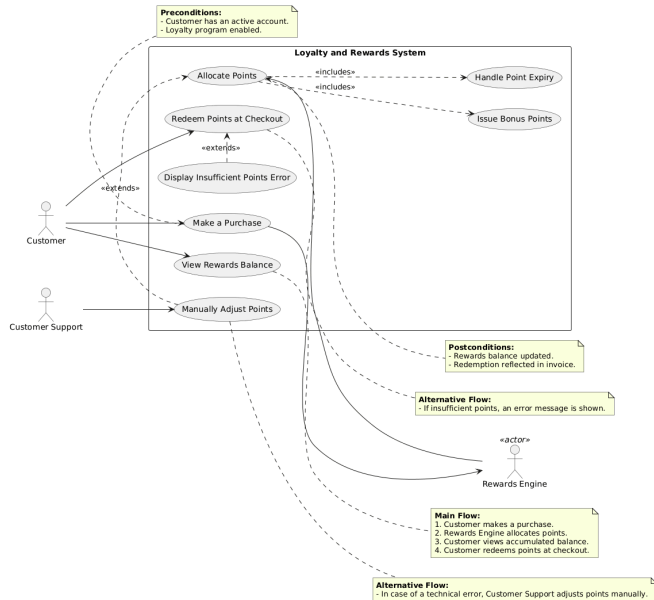 Preconditions:
- Customer has an active account.
- Loyalty program enabled.
Loyalty and Rewards System
Allocate Points
«includes»
Handle Point Expiry
«includes»
Issue Bonus Points
Redeem Points at Checkout
«extends»
Display Insufficient Points Error
«extends»
Make a Purchase
Customer
View Rewards Balance
Manually Adjust Points
Customer Support
Postconditions:
- Rewards balance updated.
- Redemption reflected in invoice.
Alternative Flow:
- If insufficient points, an error message is shown.
«actor»
Rewards Engine
Main Flow:
1. Customer makes a purchase.
2. Rewards Engine allocates points.
3. Customer views accumulated balance.
4. Customer redeems points at checkout.
Alternative Flow:
- In case of a technical error, Customer Support adjusts points manually.